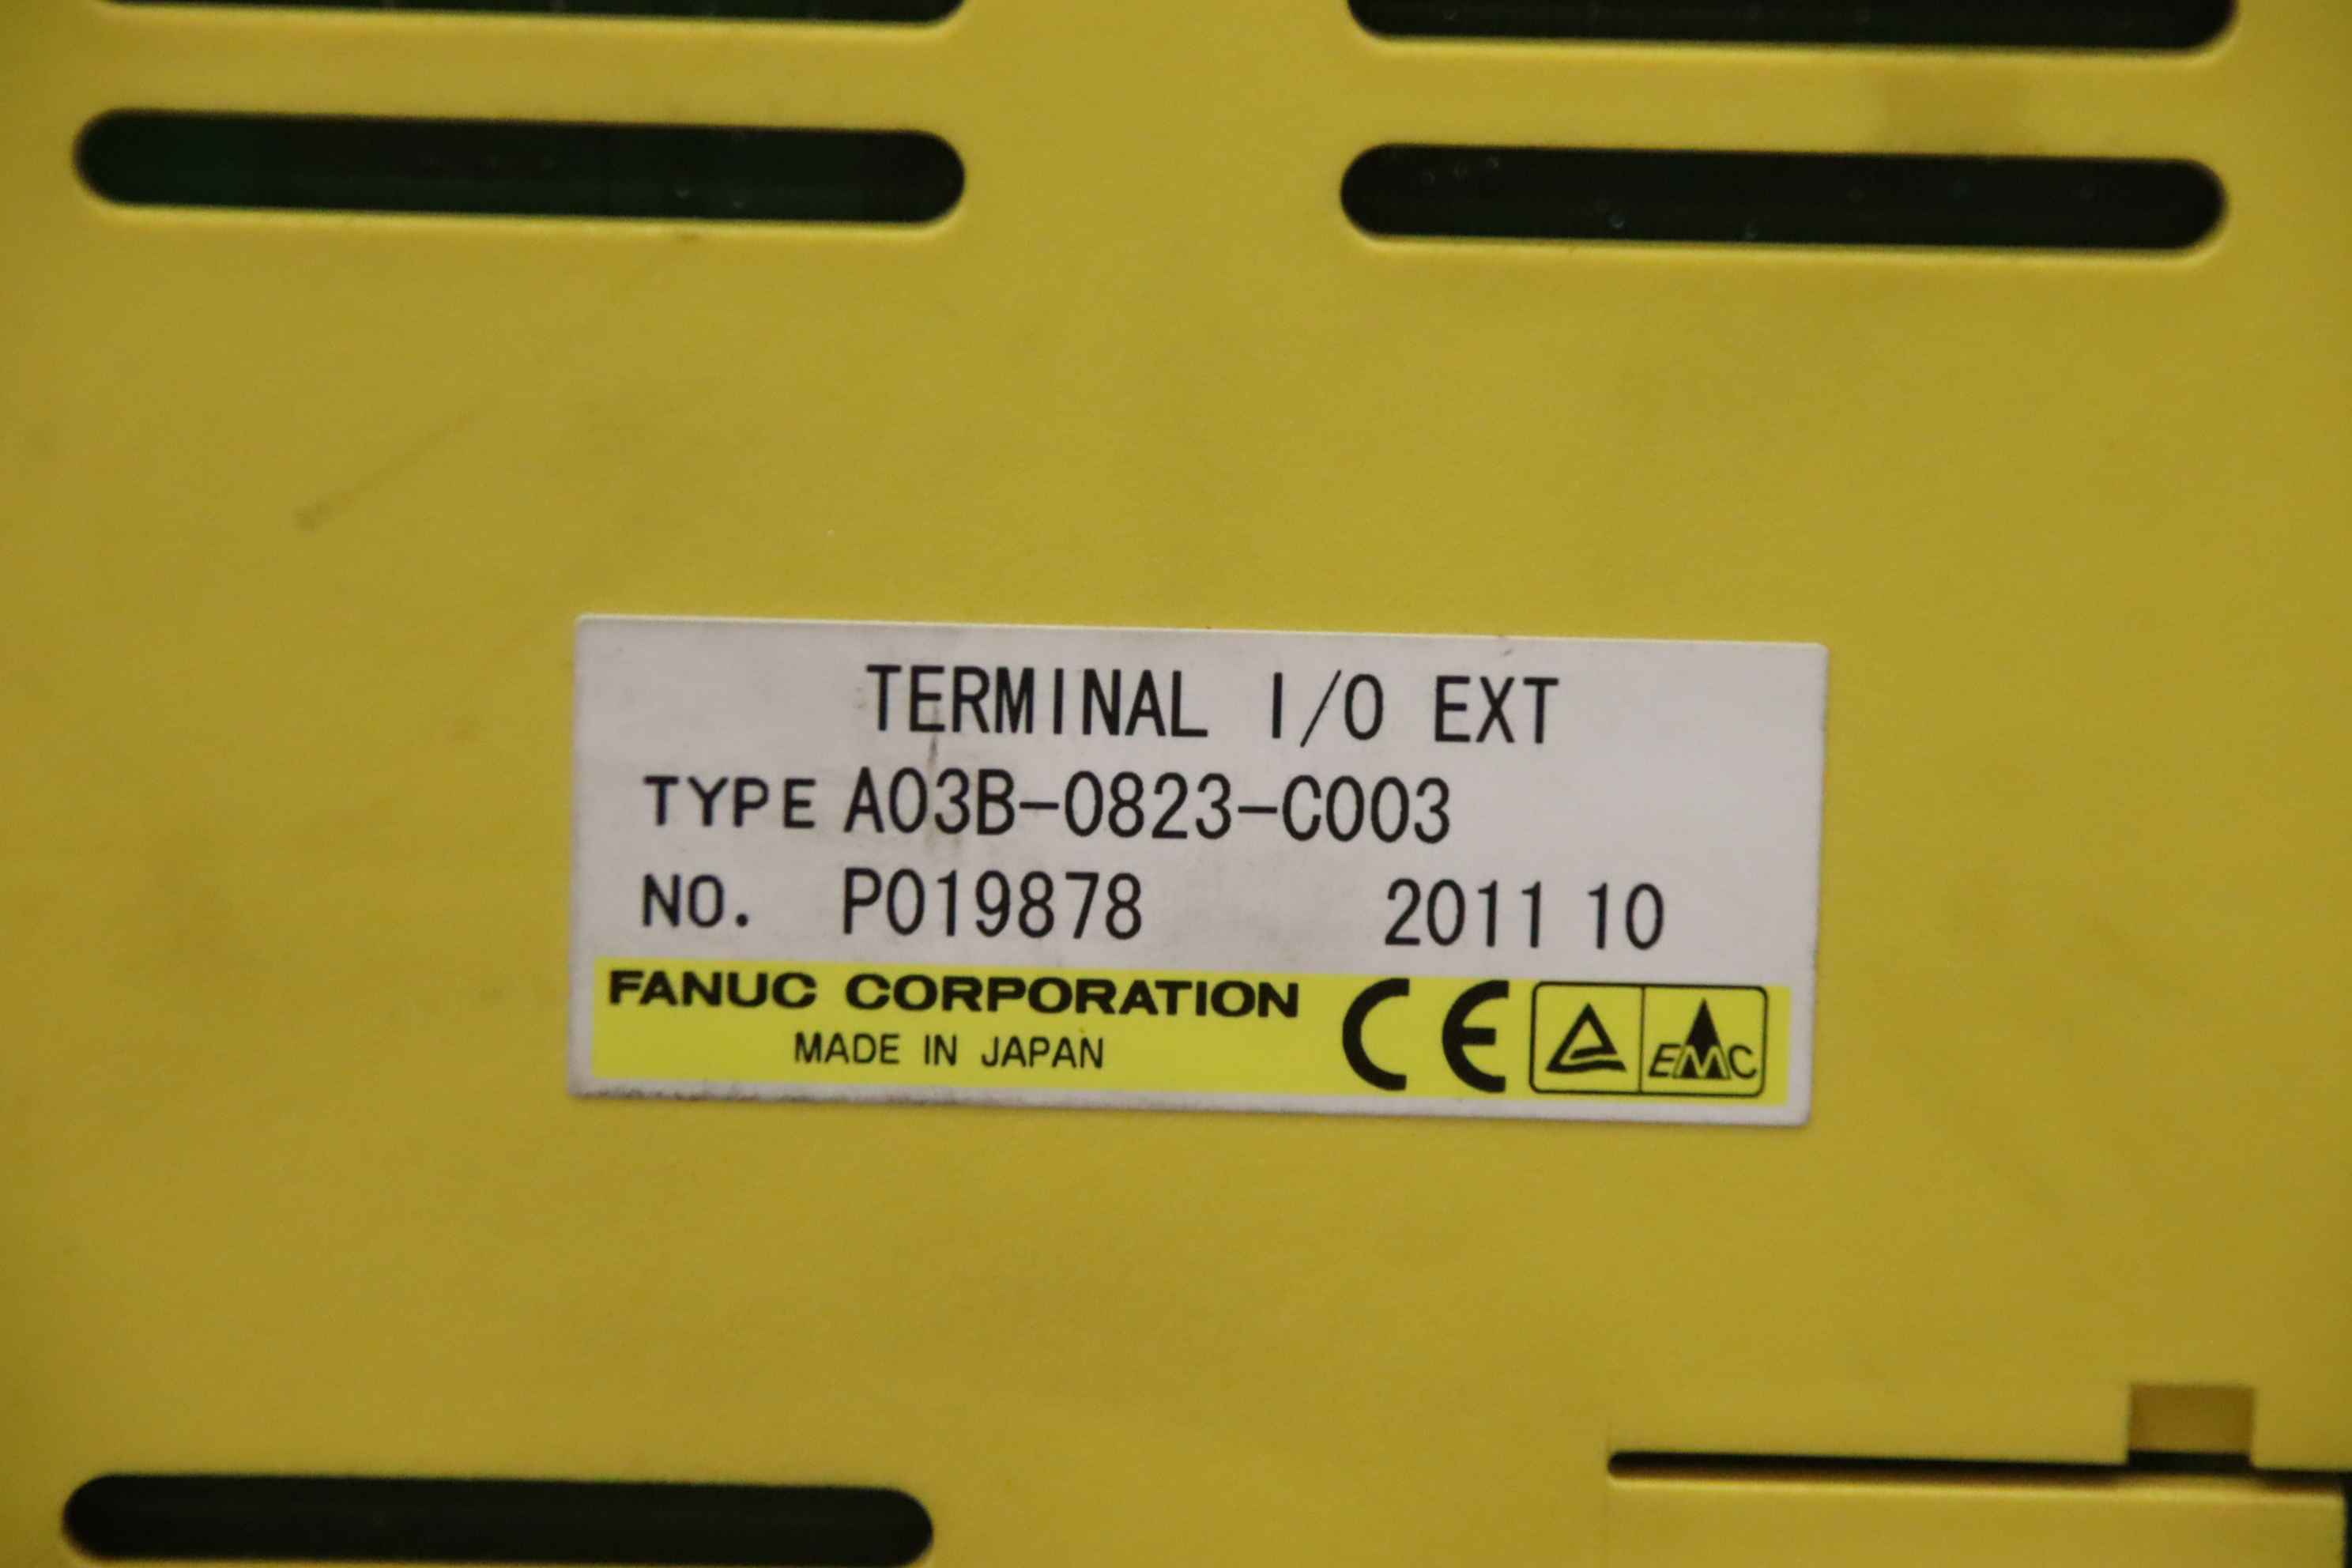 TERMINAL I/O EXT
TYPE A03B-0823-C003
NO. P019878 2011 10
FANUC CORPORATION CE EMC
MADE IN JAPAN